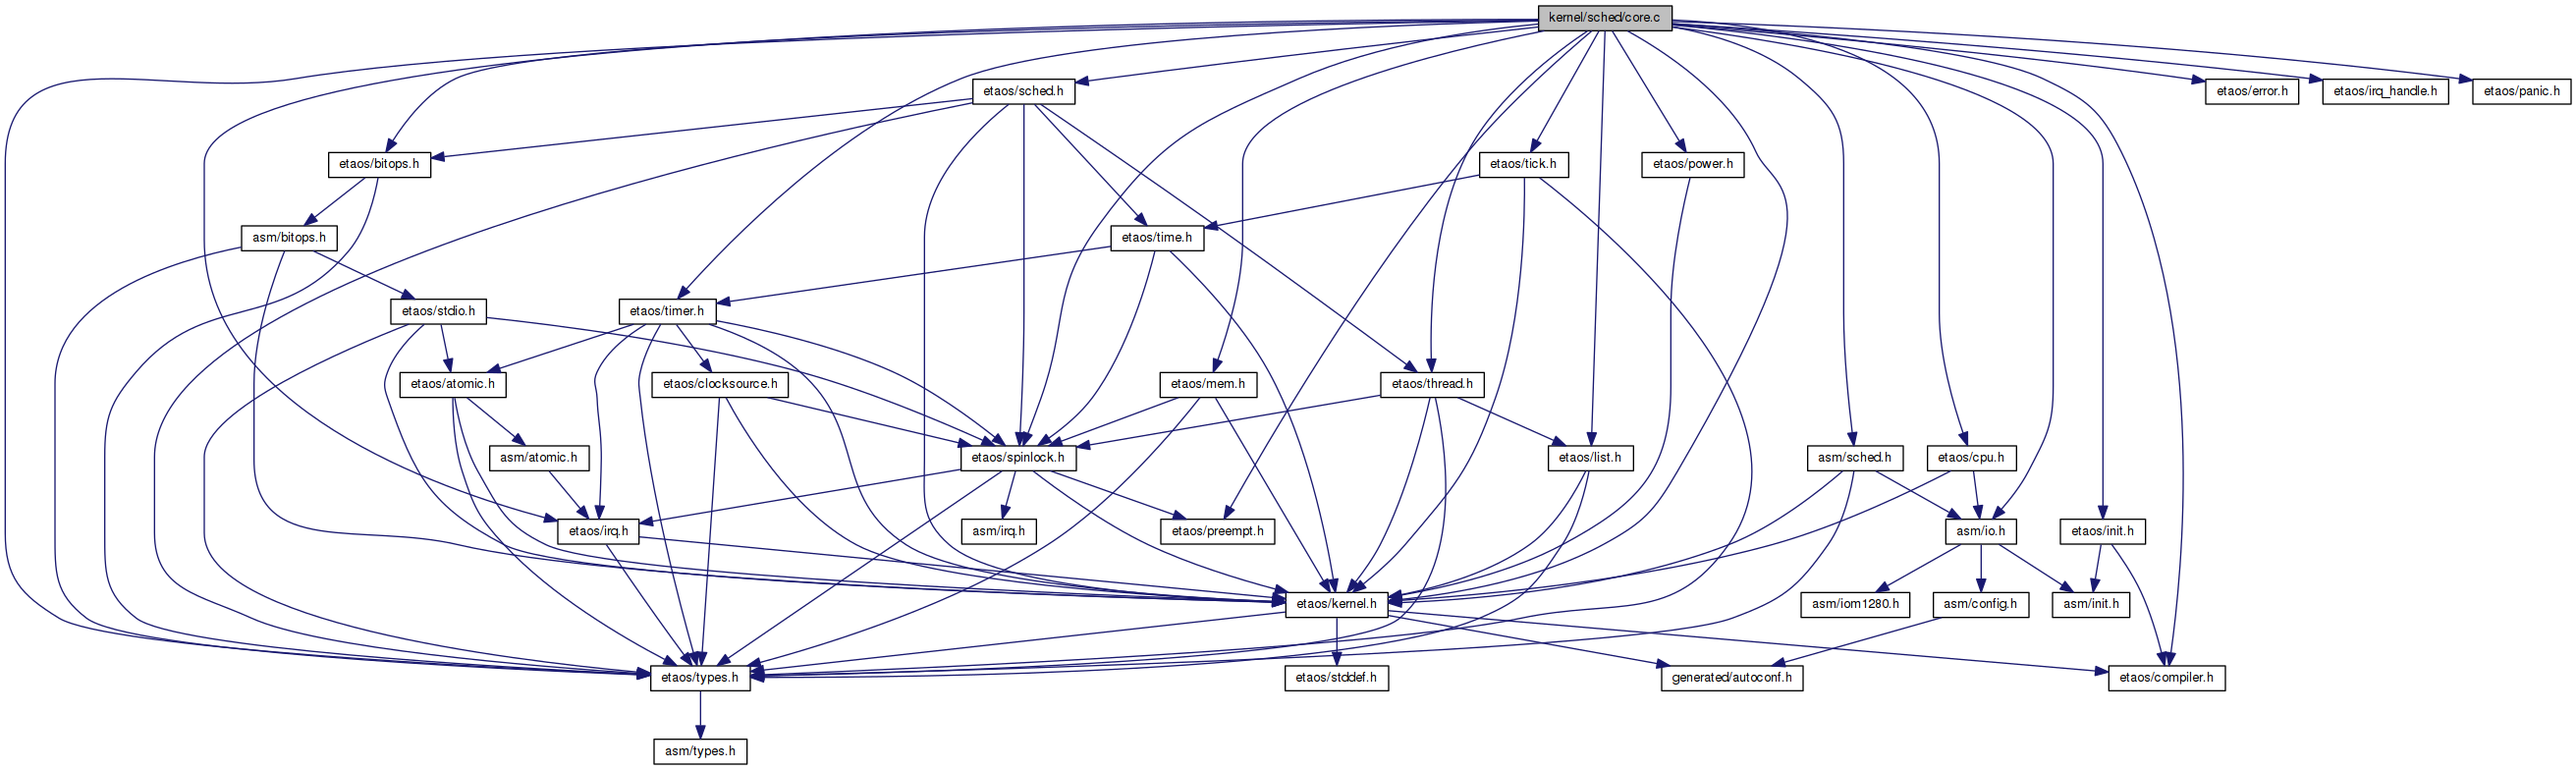 kernel/sched/core.c
etaos/sched.h
etaos/error.h
etaos/irq_handle.h
etaos/panic.h
etaos/bitops.h
etaos/tick.h
etaos/power.h
asm/bitops.h
etaos/time.h
etaos/stdio.h
etaos/timer.h
etaos/atomic.h
etaos/clocksource.h
etaos/mem.h
etaos/thread.h
asm/atomic.h
etaos/spinlock.h
etaos/list.h
asm/sched.h
etaos/cpu.h
etaos/irq.h
asm/irq.h
etaos/preempt.h
asm/io.h
etaos/init.h
etaos/kernel.h
asm/iom1280.h
asm/config.h
asm/init.h
etaos/types.h
etaos/stddef.h
generated/autoconf.h
etaos/compiler.h
asm/types.h